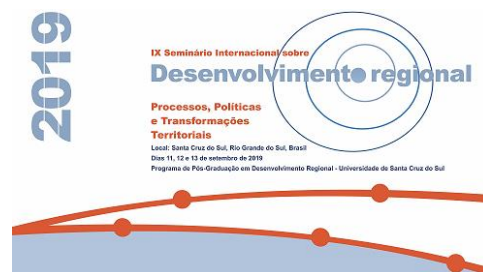 2019
IX Seminário Internacional sobre
Desenvolvimento regional
Processos, Políticas
e Transformações
Territoriais
Local: Santa Cruz do Sul, Rio Grande do Sul, Brasil
Dias 11, 12 e 13 de setembro de 2019
Programa de Pós-Graduação em Desenvolvimento Regional - Universidade de Santa Cruz do Sul